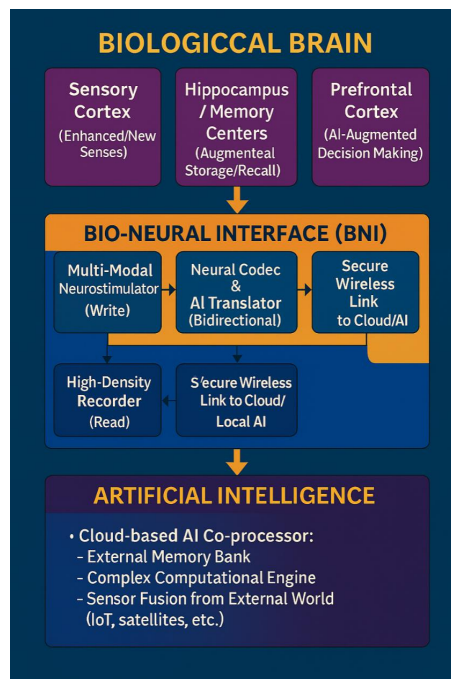 BIOLOGICCAL BRAIN
Sensory
Cortex
(Enhanced/New
Senses)
Hippocampus
/ Memory
Centers
(Augmenteal
Storage/Recall)
Prefrontal
Cortex
(AI-Augmented
Decision Making)
BIO-NEURAL INTERFACE (BNI)
Multi-Modal
Neurostimulator
(Write)
Neural Codec
&
AI Translator
(Bidirectional)
Secure
Wireless
Link
to Cloud/AI
High-Density
Recorder
(Read)
S'ecure Wireless
Link to Cloud/
Local AI
ARTIFICIAL INTELLIGENCE
• Cloud-based AI Co-processor:
– External Memory Bank
– Complex Computational Engine
– Sensor Fusion from External World
(IoT, satellites, etc.)